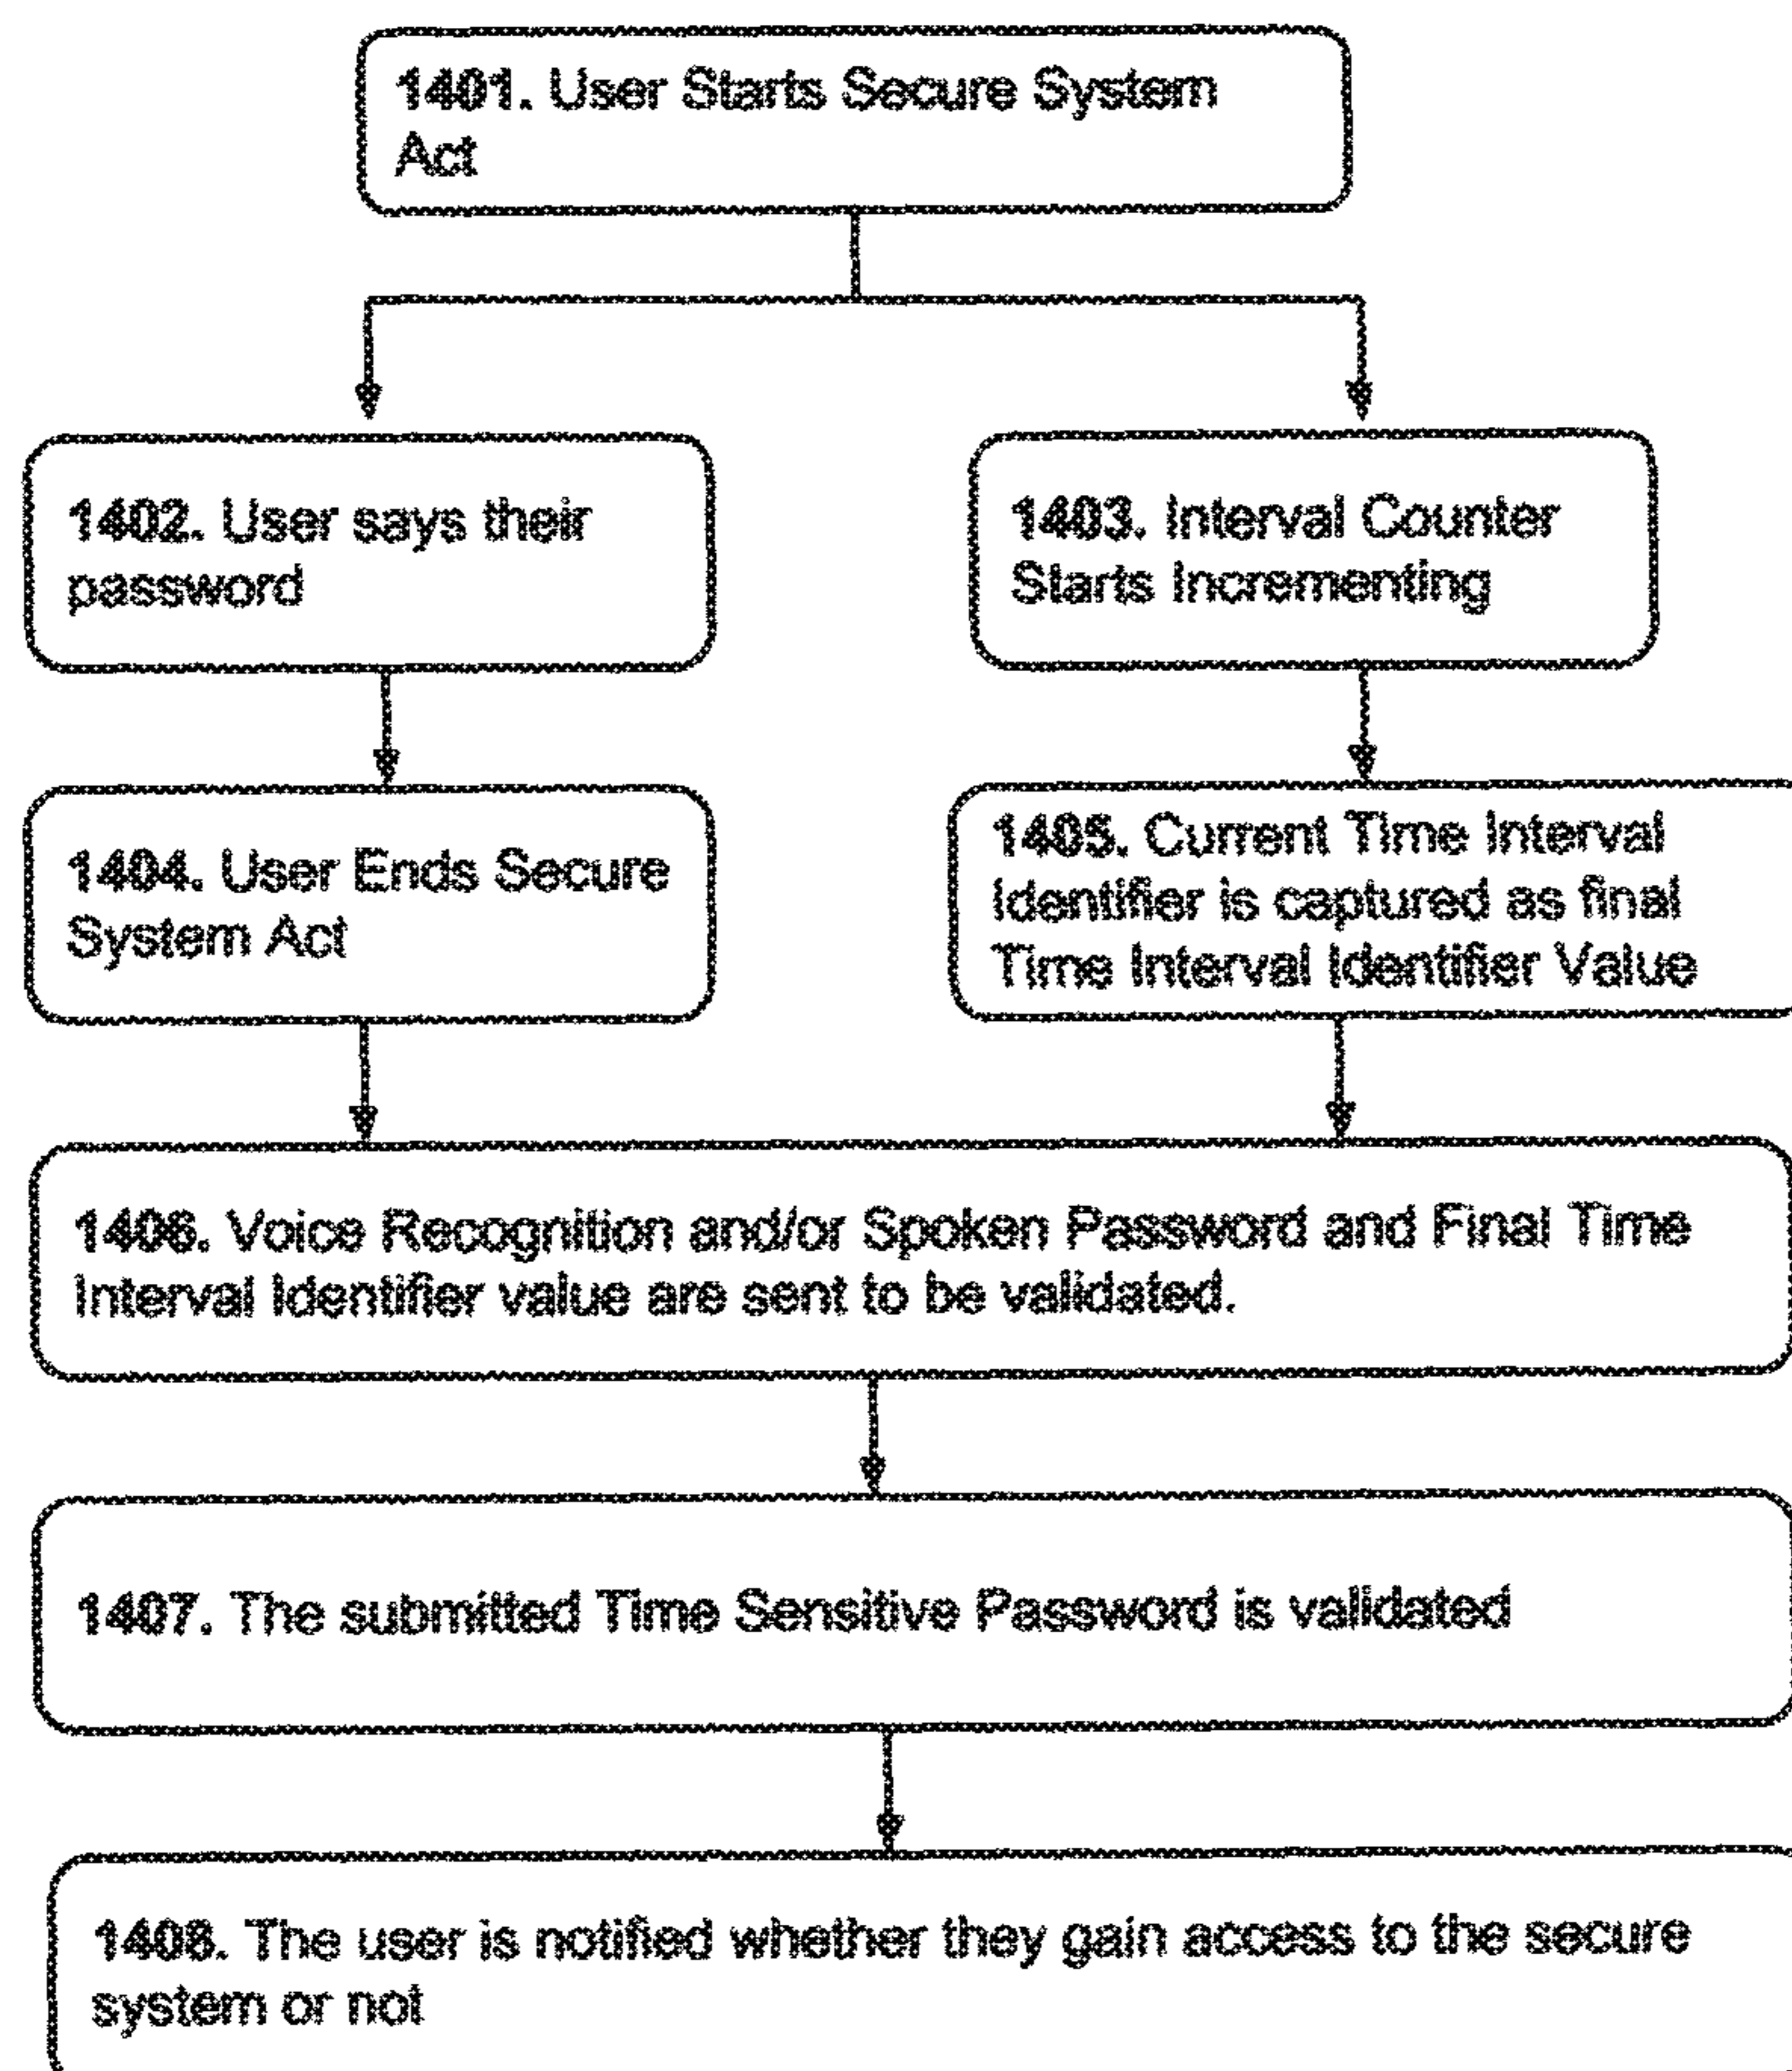 1401. User Starts Secure System
Act
1402. User says their
password
1403. Interval Counter
Starts Incrementing
1404. User Ends Secure
System Act
1405. Current Time Interval
Identifier is captured as final
Time Interval Identifier Value
1406. Voice Recognition and/or Spoken Password and Final Time
Interval Identifier value are sent to be validated.
1407. The submitted Time Sensitive Password is validated
1408. The user is notified whether they gain access to the secure
system or not